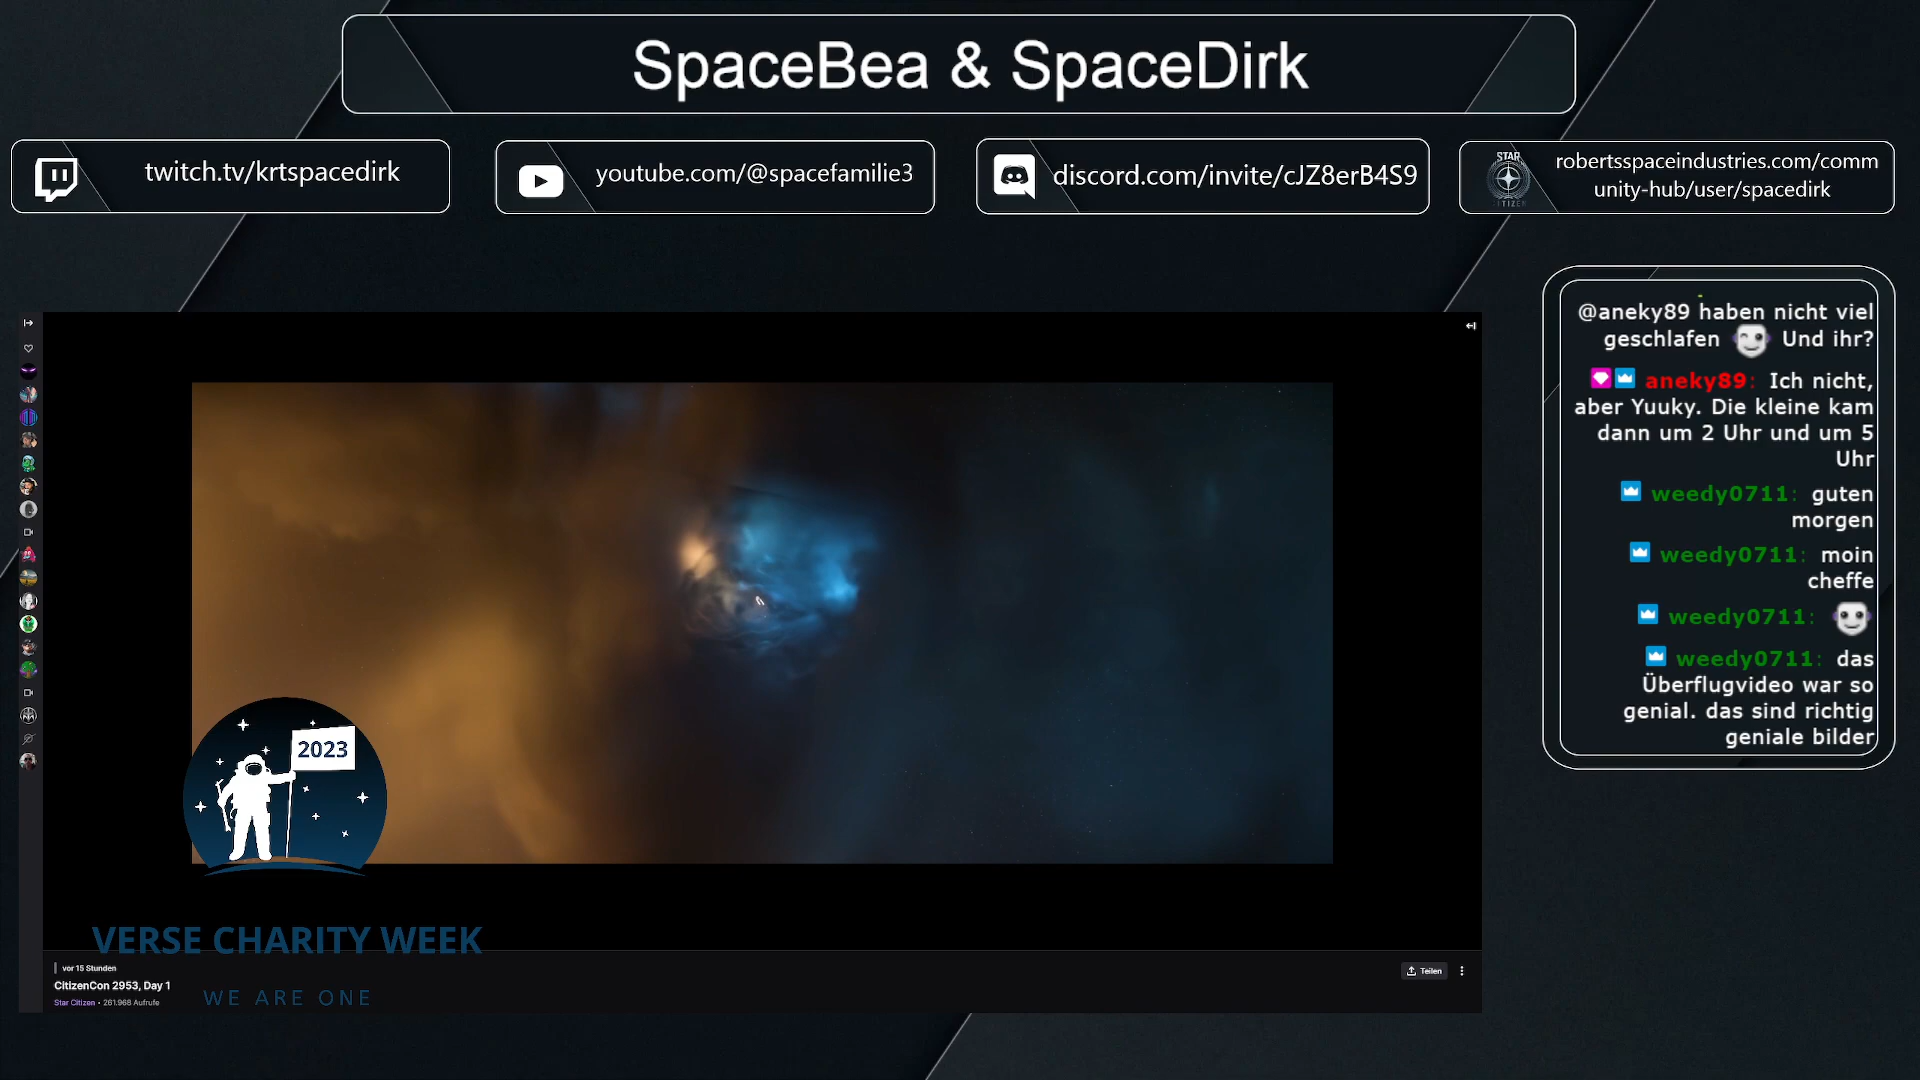 SpaceBea & SpaceDirk
twitch.tv/krtspacedirk
youtube.com/@spacefamilie3
discord.com/invite/cJZ8erB4S9
STAR
CITIZEN
robertsspaceindustries.com/comm
unity-hub/user/spacedirk
@aneky89 haben nicht viel
geschlafen Und ihr?
aneky89: Ich nicht,
aber Yuuky. Die kleine kam
dann um 2 Uhr und um 5
Uhr
weedy0711: guten
morgen
weedy0711: moin
cheffe
weedy0711:
weedy0711: das
Überflugvideo war so
genial. das sind richtig
geniale bilder
2023
VERSE CHARITY WEEK
WE ARE ONE
vor 15 Stunden
CitizenCon 2953, Day 1
Star Citizen • 261.968 Aufrufe
Teilen